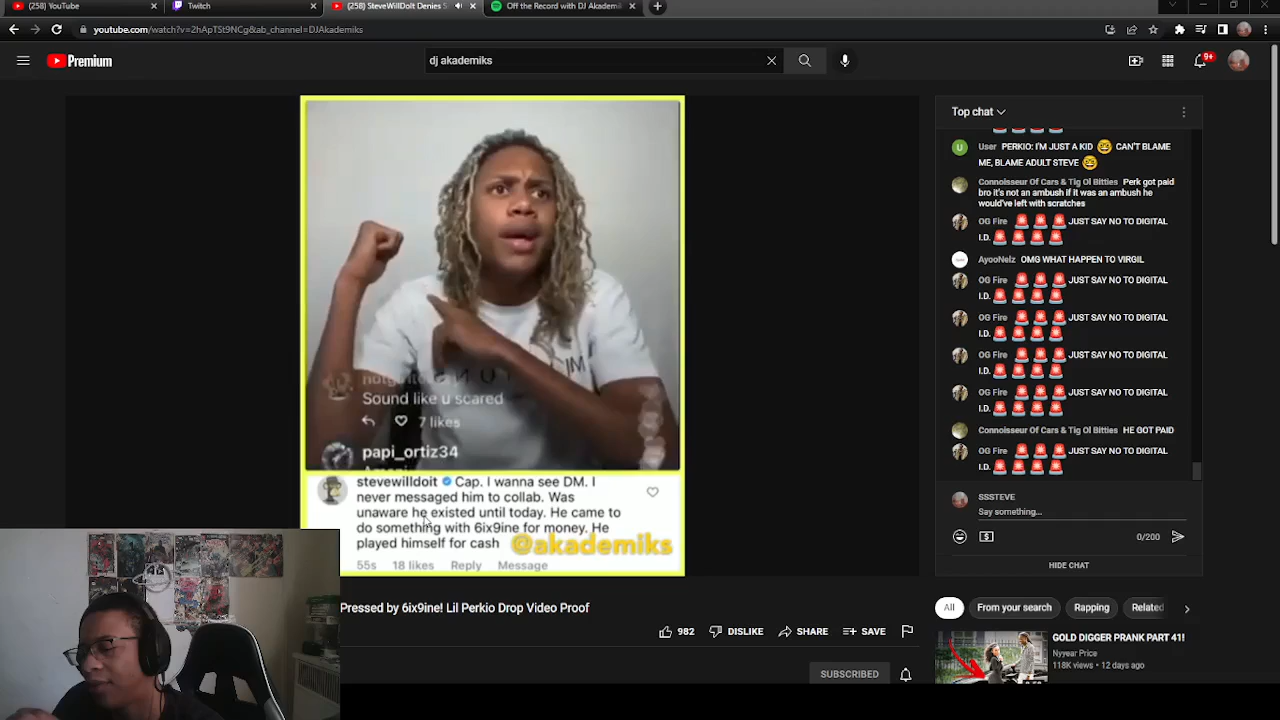 (258) YouTube
Twitch
(258) SteveWillDoIt Denies S
Off the Record with DJ Akademi
youtube.com/watch?v=2hApT5t9NCg&ab_channel=DJAkademiks
Premium
dj akademiks
9+
Top chat
User PERKIO: I'M JUST A KID 🤓 CAN'T
BLAME ME, BLAME ADULT STEVE 🤓
Connoisseur Of Cars & Tig Ol Bitties Perk got paid
bro it's not an ambush if it was an ambush he
would've left with scratches
OG Fire 🚨 🚨 🚨 JUST SAY NO TO DIGITAL
I.D. 🚨 🚨 🚨 🚨
AyooNelz OMG WHAT HAPPEN TO VIRGIL
OG Fire 🚨 🚨 🚨 JUST SAY NO TO DIGITAL
I.D. 🚨 🚨 🚨 🚨
OG Fire 🚨 🚨 🚨 JUST SAY NO TO DIGITAL
I.D. 🚨 🚨 🚨 🚨
OG Fire 🚨 🚨 🚨 JUST SAY NO TO DIGITAL
I.D. 🚨 🚨 🚨 🚨
OG Fire 🚨 🚨 🚨 JUST SAY NO TO DIGITAL
I.D. 🚨 🚨 🚨 🚨
Connoisseur Of Cars & Tig Ol Bitties HE GOT PAID
OG Fire 🚨 🚨 🚨 JUST SAY NO TO DIGITAL
I.D. 🚨 🚨 🚨 🚨
SSSTEVE
Say something...
0/200
HIDE CHAT
Sound like u scared
7 likes
papi_ortiz34
stevewilldoit Cap. I wanna see DM. I
never messaged him to collab. Was
unaware he existed until today. He came to
do something with 6ix9ine for money. He
played himself for cash
@akademiks
55s 18 likes Reply Message
Pressed by 6ix9ine! Lil Perkio Drop Video Proof
982 DISLIKE SHARE SAVE
SUBSCRIBED
All From your search Rapping Related
GOLD DIGGER PRANK PART 41!
Nyyear Price
118K views • 12 days ago